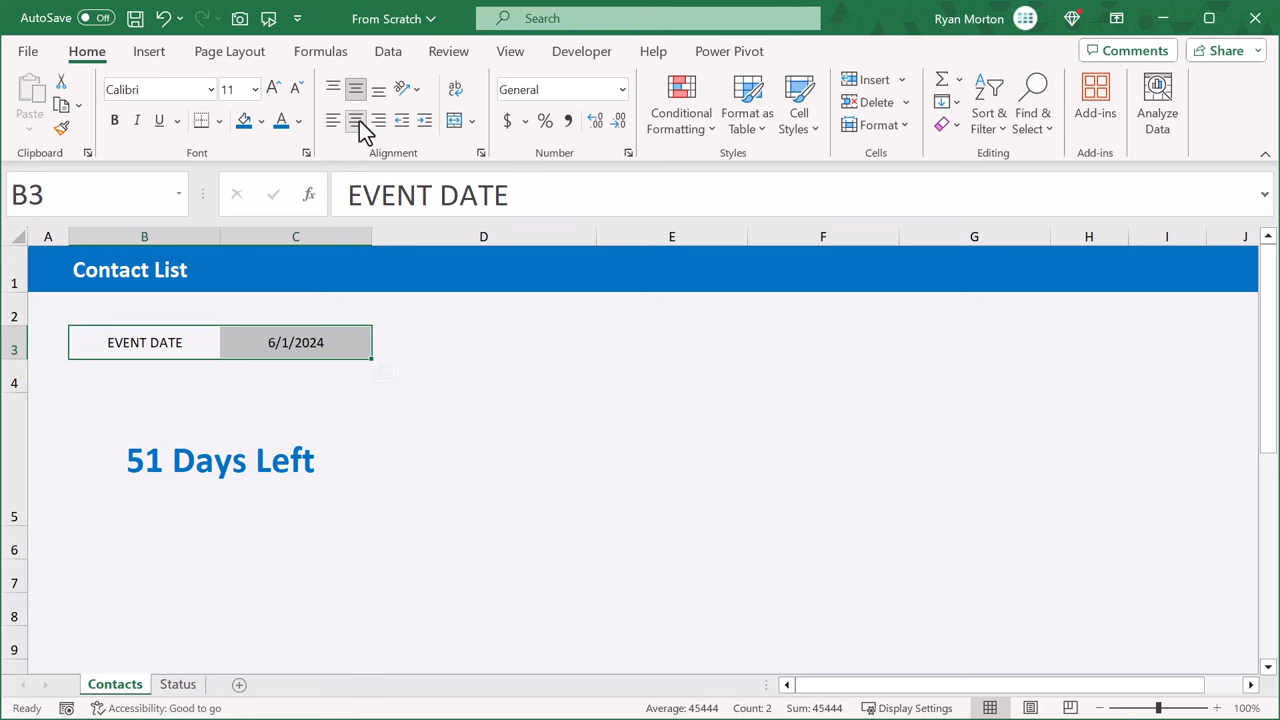 AutoSave Off From Scratch Search Ryan Morton
File Home Insert Page Layout Formulas Data Review View Developer Help Power Pivot Comments Share
Paste Calibri 11 General Conditional Formatting Format as Table Cell Styles Insert Delete Format Sort & Filter Find & Select Add-ins Analyze Data
Clipboard Font Alignment Number Styles Cells Editing Add-ins
B3 fx EVENT DATE
A B C D E F G H I J
1 Contact List
2
3 EVENT DATE 6/1/2024
4
51 Days Left
5
6
7
8
9
Contacts Status
Ready Accessibility: Good to go Average: 45444 Count: 2 Sum: 45444 Display Settings 100%